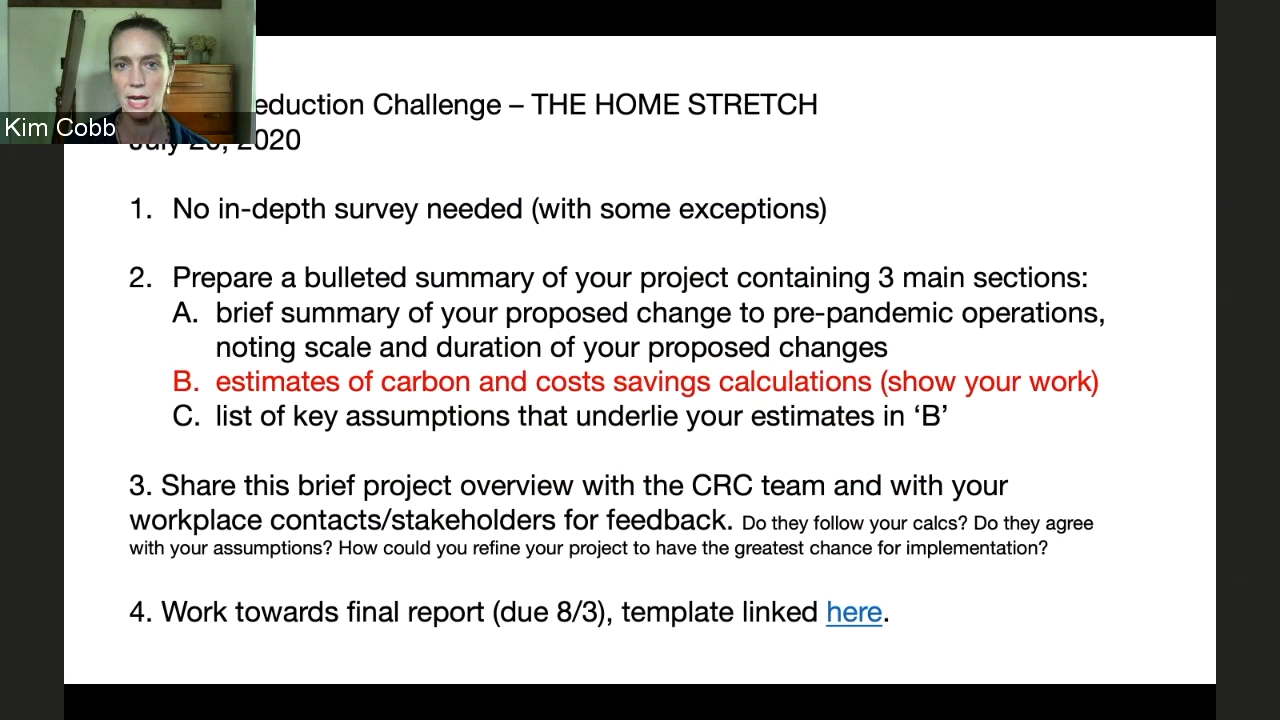 Kim Cobb
eduction Challenge – THE HOME STRETCH
2020
1. No in-depth survey needed (with some exceptions)
2. Prepare a bulleted summary of your project containing 3 main sections:
A. brief summary of your proposed change to pre-pandemic operations,
noting scale and duration of your proposed changes
B. estimates of carbon and costs savings calculations (show your work)
C. list of key assumptions that underlie your estimates in ‘B’
3. Share this brief project overview with the CRC team and with your
workplace contacts/stakeholders for feedback. Do they follow your calcs? Do they agree
with your assumptions? How could you refine your project to have the greatest chance for implementation?
4. Work towards final report (due 8/3), template linked here.